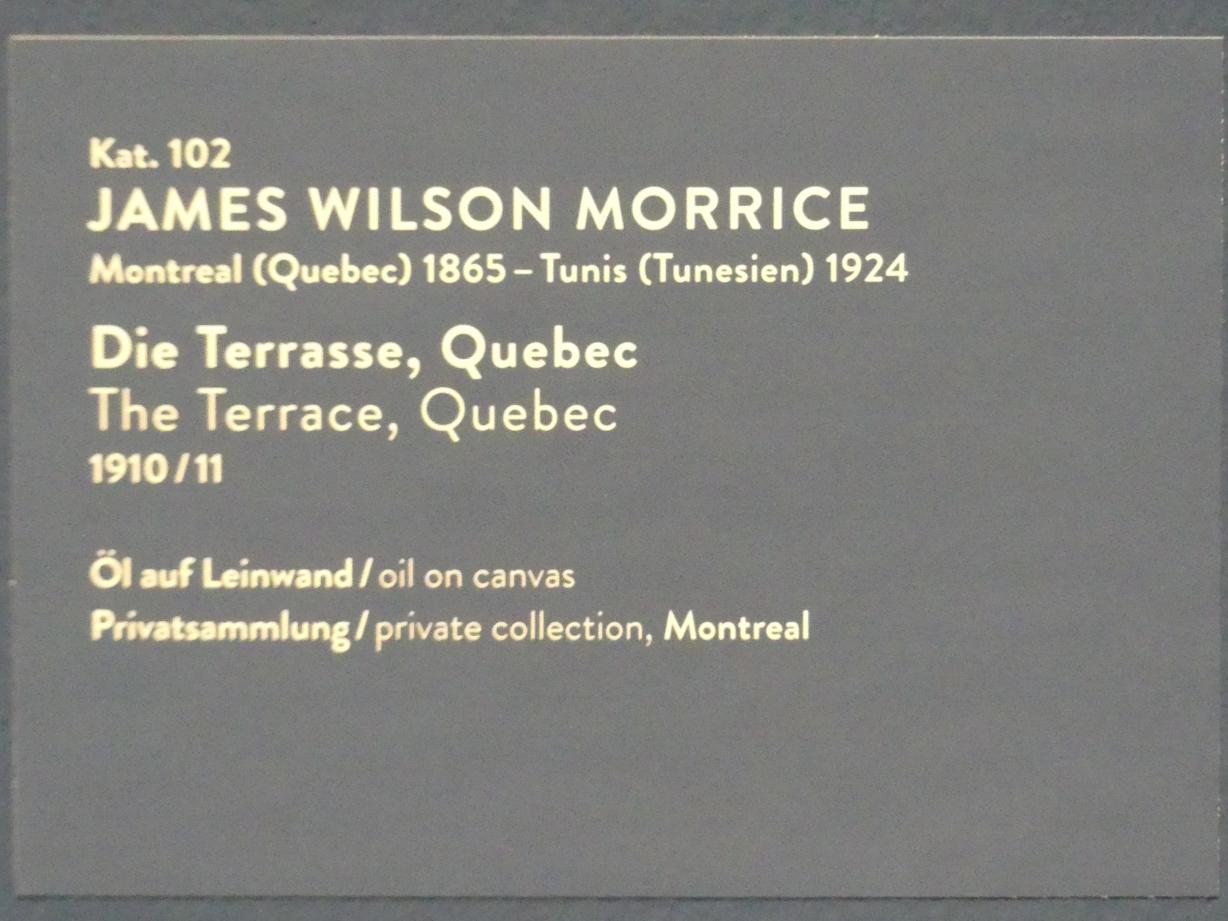 Kat. 102
JAMES WILSON MORRICE
Montreal (Quebec) 1865 – Tunis (Tunesien) 1924
Die Terrasse, Quebec
The Terrace, Quebec
1910 / 11
Öl auf Leinwand / oil on canvas
Privatsammlung / private collection, Montreal